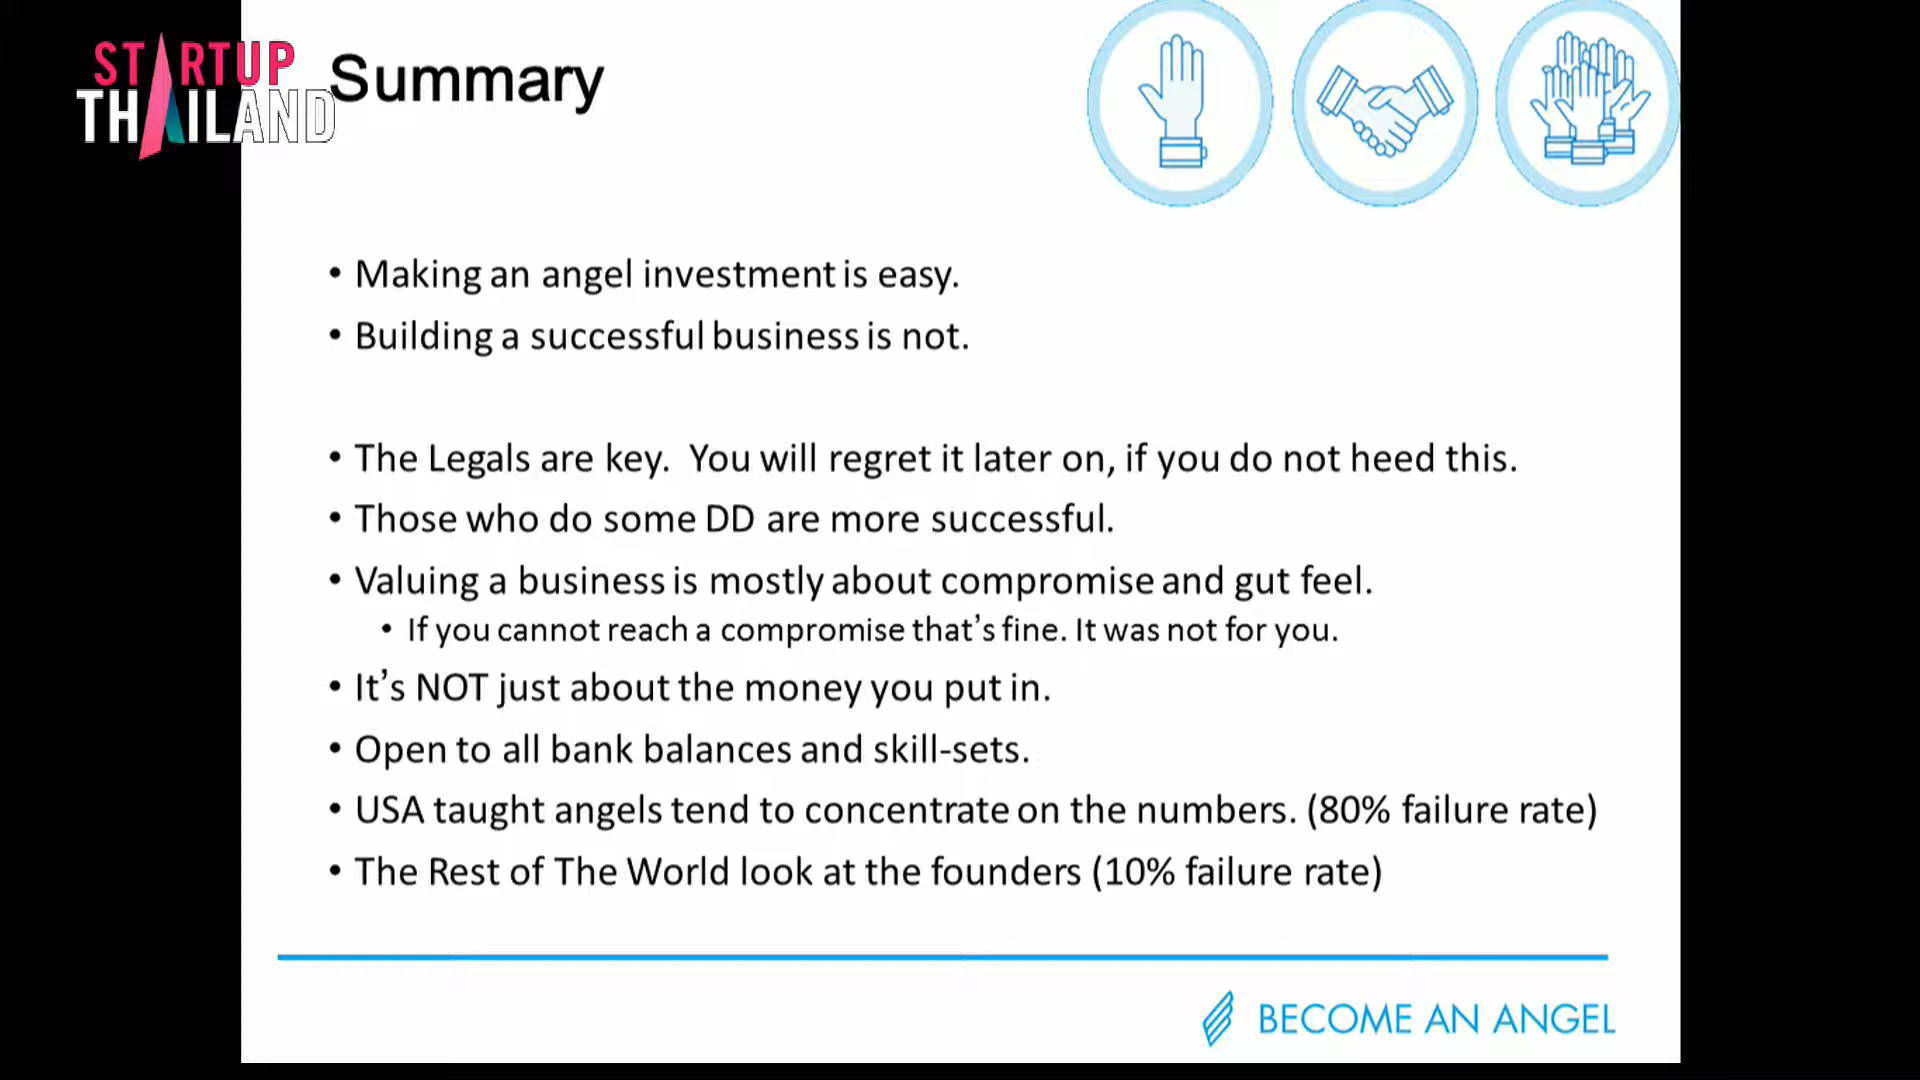 STARTUP
THAILAND
Summary
• Making an angel investment is easy.
• Building a successful business is not.
• The Legals are key. You will regret it later on, if you do not heed this.
• Those who do some DD are more successful.
• Valuing a business is mostly about compromise and gut feel.
• If you cannot reach a compromise that’s fine. It was not for you.
• It’s NOT just about the money you put in.
• Open to all bank balances and skill-sets.
• USA taught angels tend to concentrate on the numbers. (80% failure rate)
• The Rest of The World look at the founders (10% failure rate)
BECOME AN ANGEL